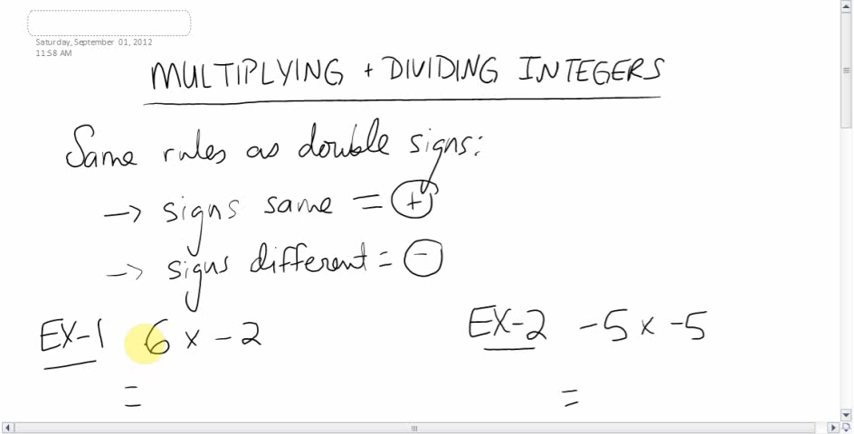 Saturday, September 01, 2012
11:58 AM
MULTIPLYING + DIVIDING INTEGERS
Same rules as double signs:
→ signs same = +
→ signs different = -
EX-1 6 x -2
=
EX-2 -5 x -5
=